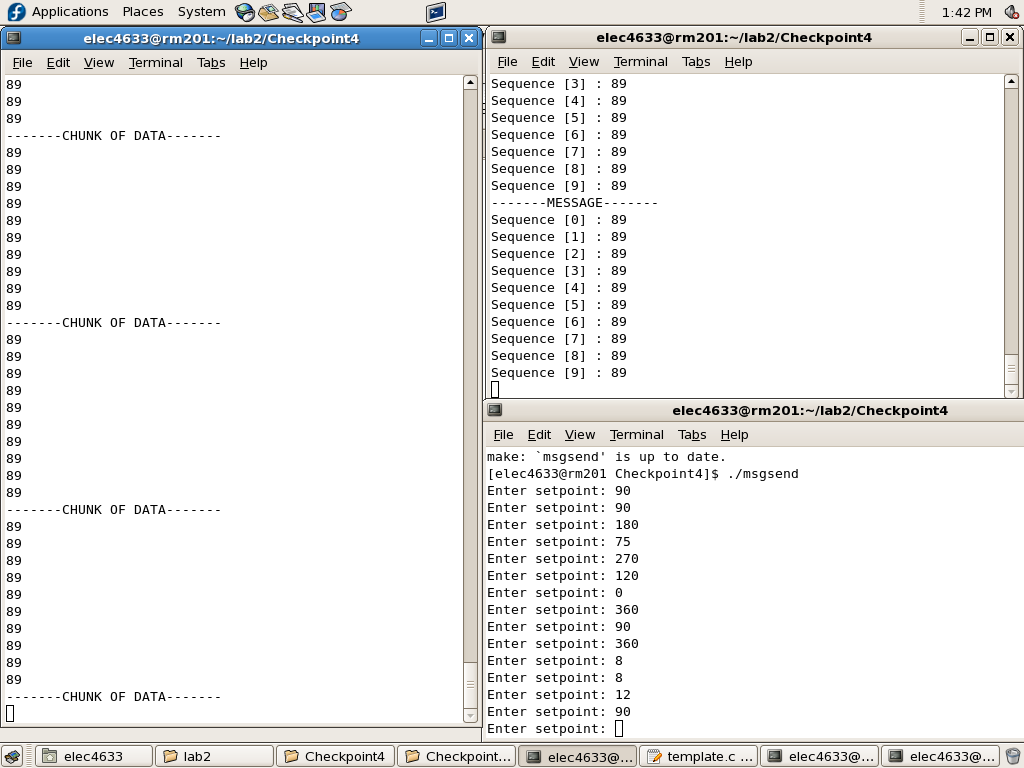 Applications Places System 1:42 PM
elec4633@rm201:~/lab2/Checkpoint4
File Edit View Terminal Tabs Help
89
89
89
-------CHUNK OF DATA-------
89
89
89
89
89
89
89
89
89
89
-------CHUNK OF DATA-------
89
89
89
89
89
89
89
89
89
89
-------CHUNK OF DATA-------
89
89
89
89
89
89
89
89
89
89
-------CHUNK OF DATA-------
elec4633@rm201:~/lab2/Checkpoint4
File Edit View Terminal Tabs Help
Sequence [3] : 89
Sequence [4] : 89
Sequence [5] : 89
Sequence [6] : 89
Sequence [7] : 89
Sequence [8] : 89
Sequence [9] : 89
-------MESSAGE-------
Sequence [0] : 89
Sequence [1] : 89
Sequence [2] : 89
Sequence [3] : 89
Sequence [4] : 89
Sequence [5] : 89
Sequence [6] : 89
Sequence [7] : 89
Sequence [8] : 89
Sequence [9] : 89
elec4633@rm201:~/lab2/Checkpoint4
File Edit View Terminal Tabs Help
make: `msgsend' is up to date.
[elec4633@rm201 Checkpoint4]$ ./msgsend
Enter setpoint: 90
Enter setpoint: 90
Enter setpoint: 180
Enter setpoint: 75
Enter setpoint: 270
Enter setpoint: 120
Enter setpoint: 0
Enter setpoint: 360
Enter setpoint: 90
Enter setpoint: 360
Enter setpoint: 8
Enter setpoint: 8
Enter setpoint: 12
Enter setpoint: 90
Enter setpoint:
elec4633 lab2 Checkpoint4 Checkpoint... elec4633@... template.c ... elec4633@... elec4633@...